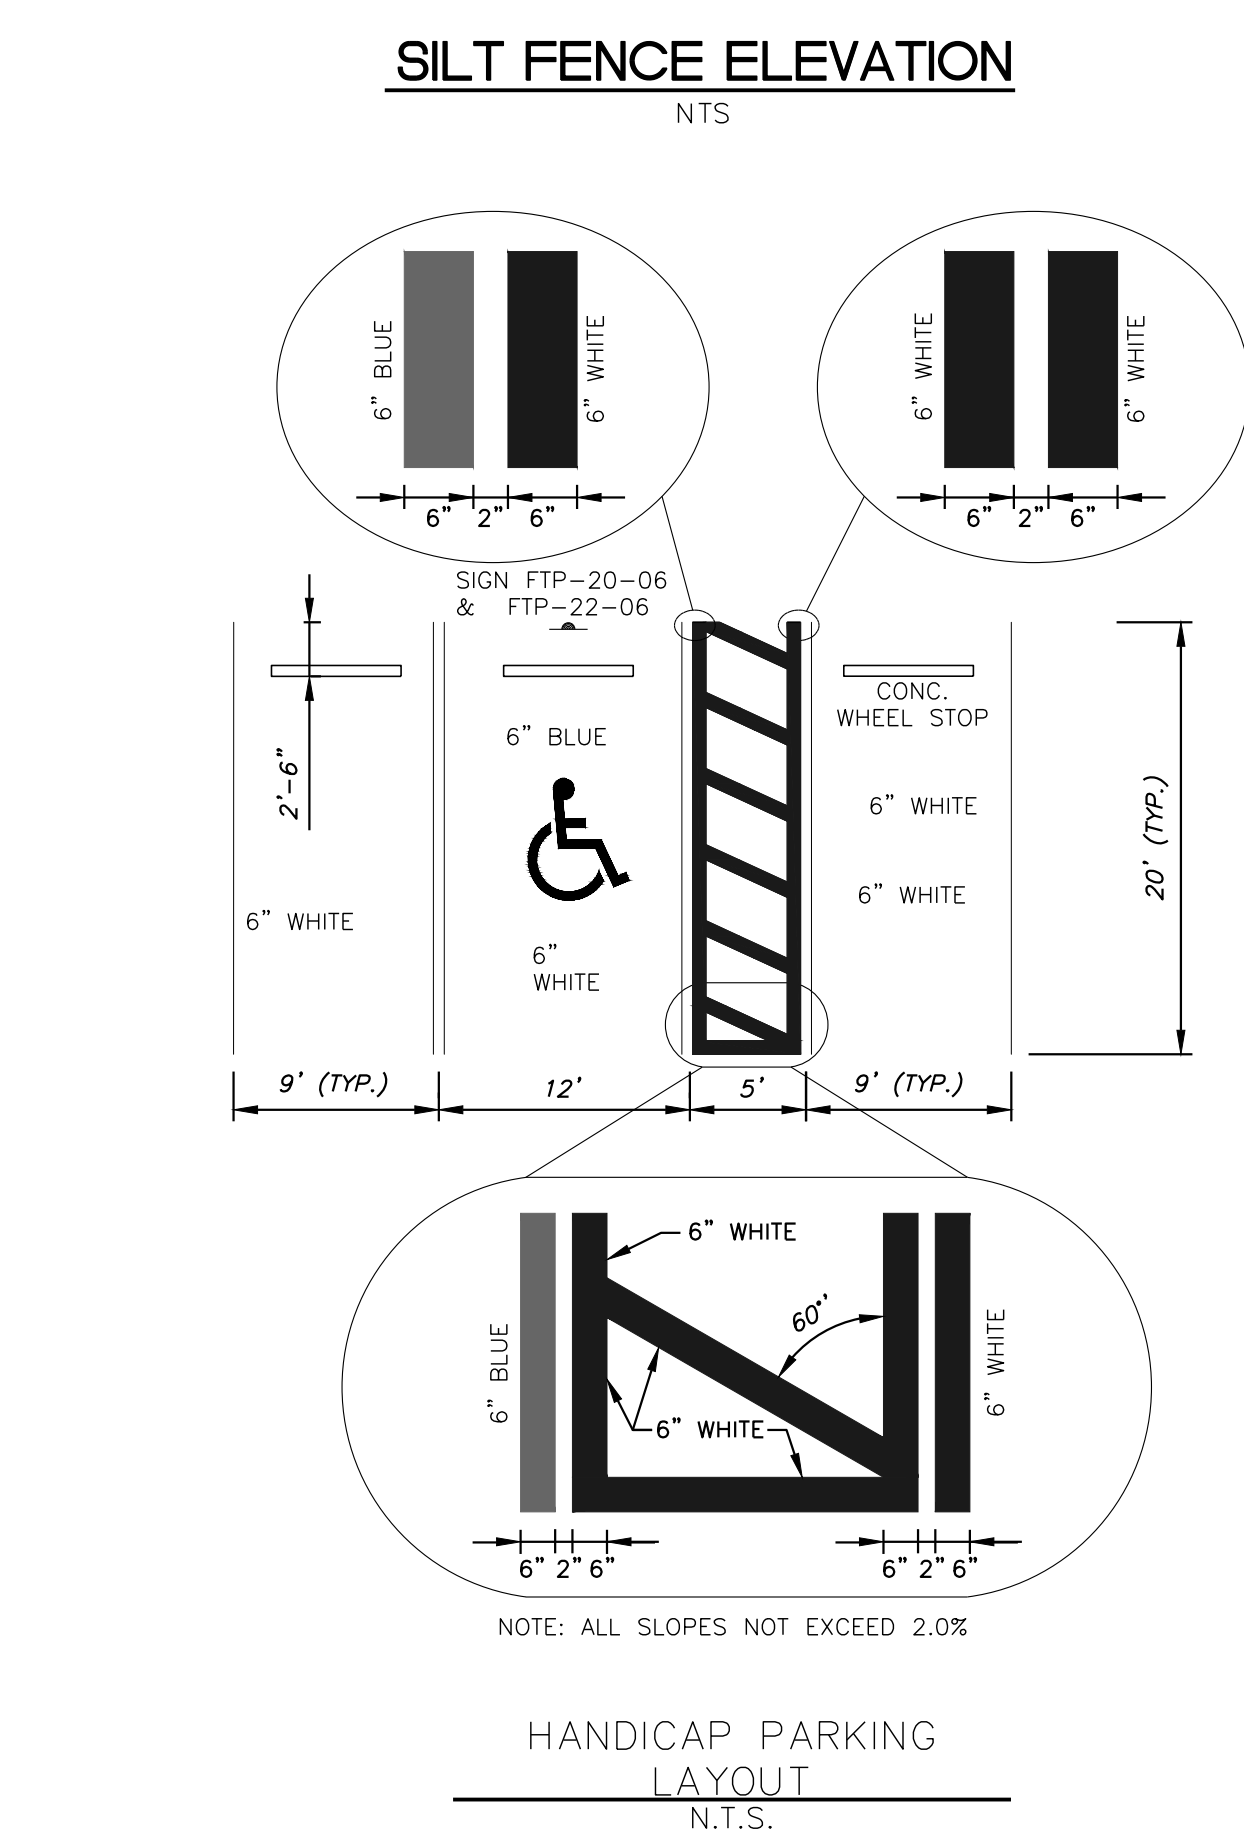 SILT FENCE ELEVATION
NTS
6" BLUE
6" WHITE
6" WHITE
6" WHITE
6" 2" 6"
6" 2" 6"
SIGN FTP-20-06
& FTP-22-06
CONC.
WHEEL STOP
6" BLUE
2'-6"
6" WHITE
20' (TYP.)
6" WHITE
6" WHITE
6"
WHITE
9' (TYP.)
12'
5'
9' (TYP.)
6" WHITE
60°'
6" BLUE
6" WHITE
6" WHITE
6" 2" 6"
6" 2" 6"
NOTE: ALL SLOPES NOT EXCEED 2.0%
HANDICAP PARKING
LAYOUT
N.T.S.